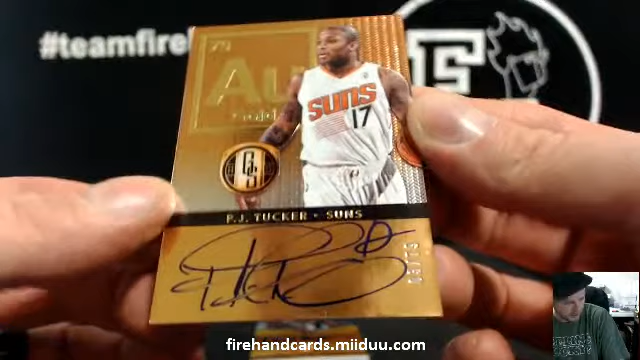 #teamfire
79
Au
SUNS
17
P.J. TUCKER • SUNS
firehandcards.miiduu.com